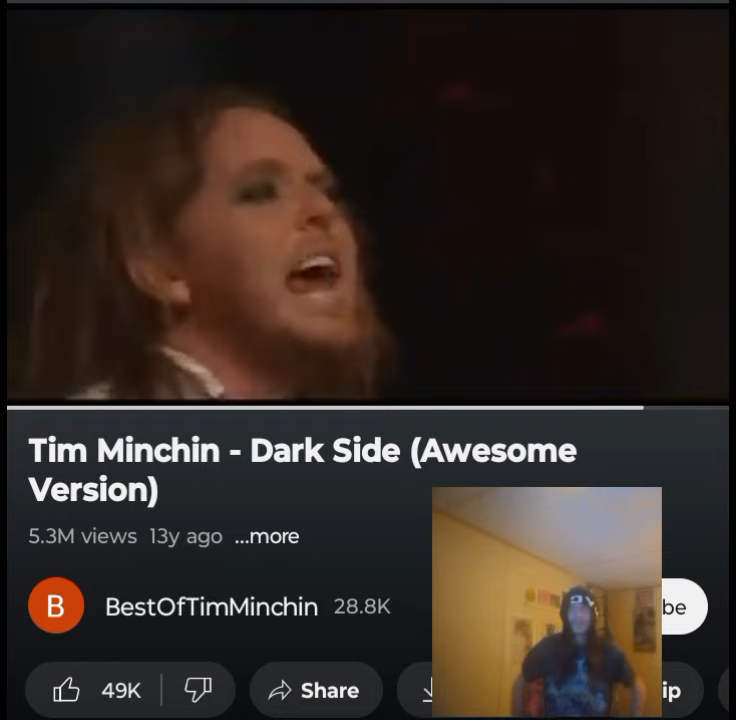 Tim Minchin - Dark Side (Awesome
Version)
5.3M views 13y ago ...more
B BestOfTimMinchin 28.8K be
49K Share ip